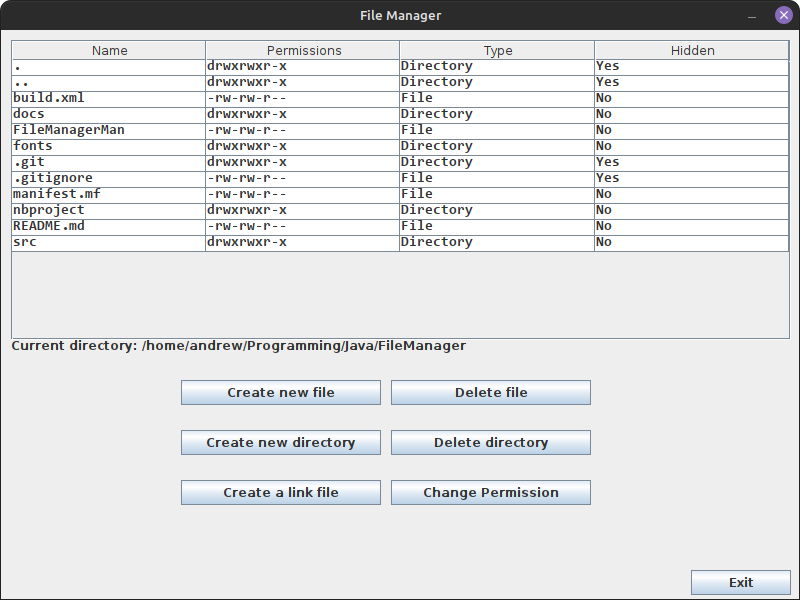 File Manager
Name Permissions Type Hidden
. drwxrwxr-x Directory Yes
.. drwxrwxr-x Directory Yes
build.xml -rw-rw-r-- File No
docs drwxrwxr-x Directory No
FileManagerMan -rw-rw-r-- File No
fonts drwxrwxr-x Directory No
.git drwxrwxr-x Directory Yes
.gitignore -rw-rw-r-- File Yes
manifest.mf -rw-rw-r-- File No
nbproject drwxrwxr-x Directory No
README.md -rw-rw-r-- File No
src drwxrwxr-x Directory No
Current directory: /home/andrew/Programming/Java/FileManager
Create new file Delete file
Create new directory Delete directory
Create a link file Change Permission
Exit